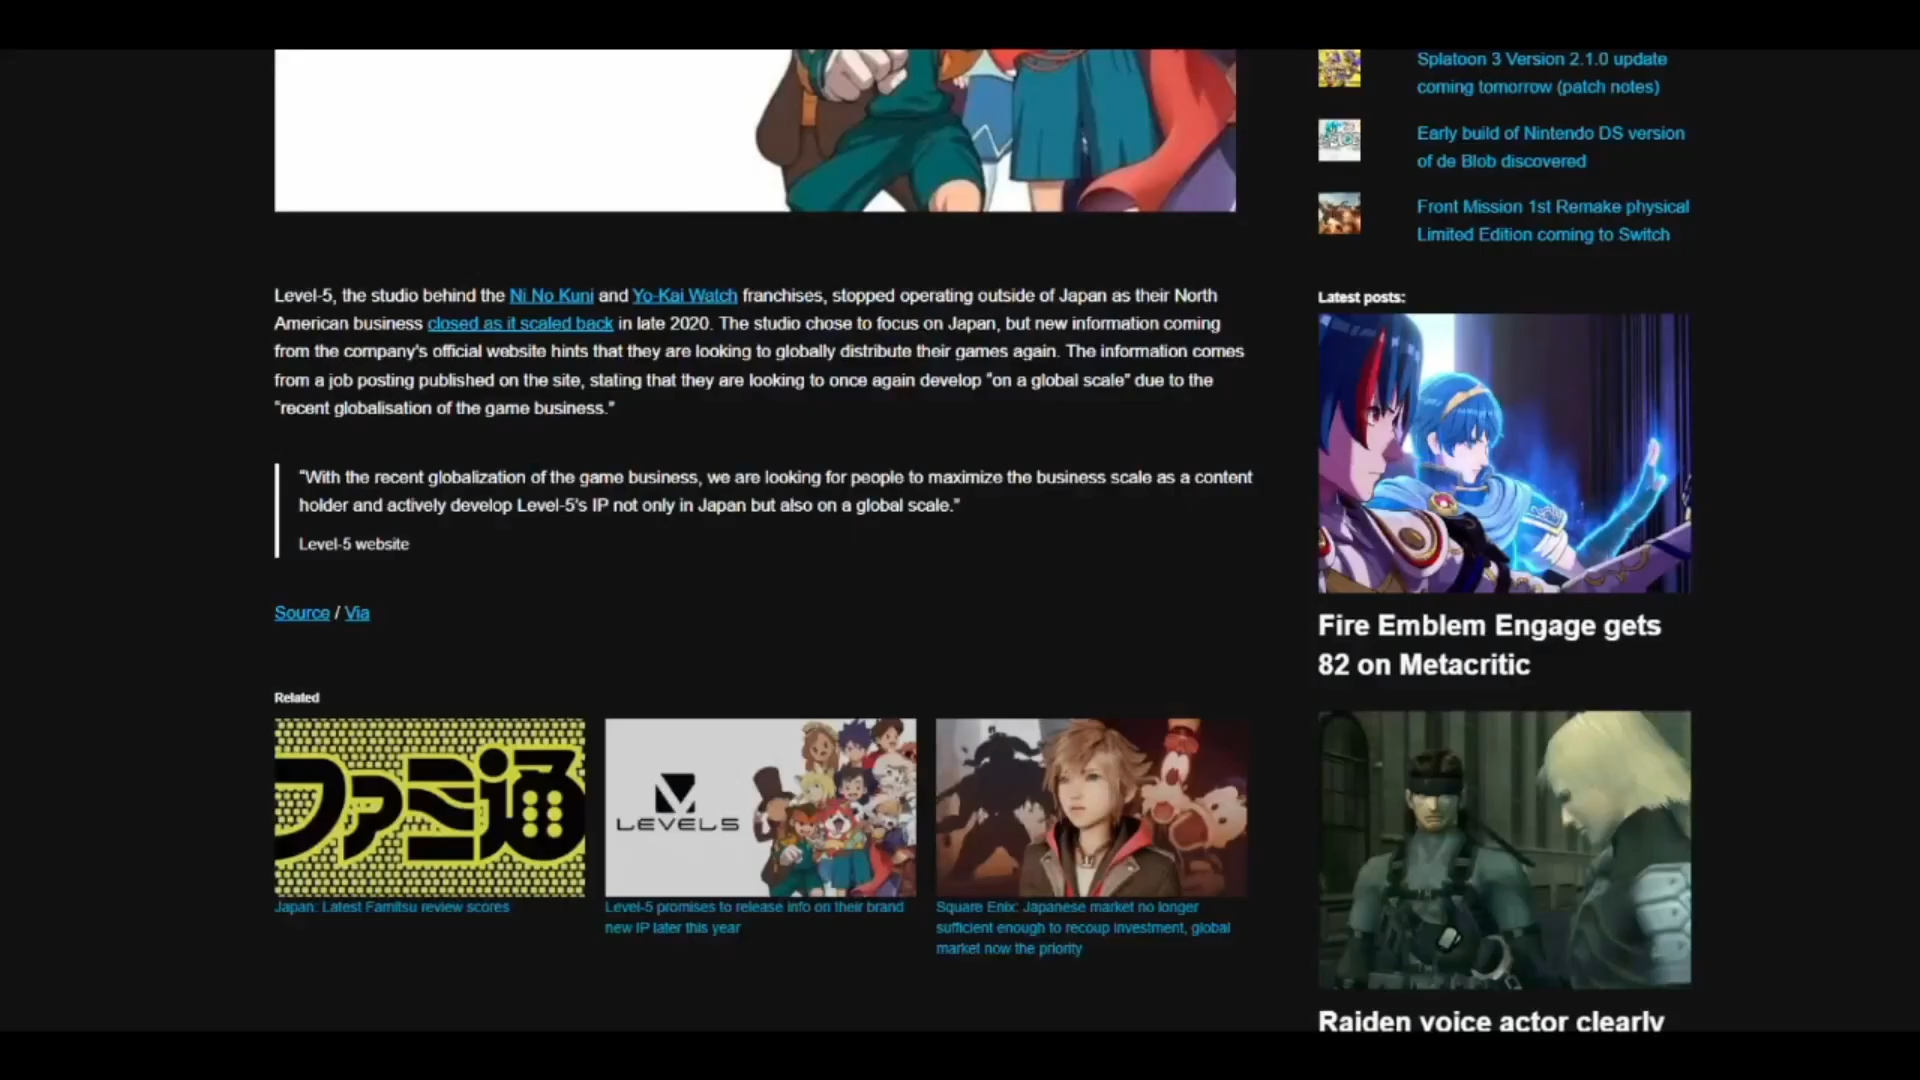 Level-5, the studio behind the Ni No Kuni and Yo-Kai Watch franchises, stopped operating outside of Japan as their North
American business closed as it scaled back in late 2020. The studio chose to focus on Japan, but new information coming
from the company's official website hints that they are looking to globally distribute their games again. The information comes
from a job posting published on the site, stating that they are looking to once again develop “on a global scale” due to the
“recent globalisation of the game business.”
“With the recent globalization of the game business, we are looking for people to maximize the business scale as a content
holder and actively develop Level-5's IP not only in Japan but also on a global scale.”
Level-5 website
Source / Via
Related
ファミ通
Japan: Latest Famitsu review scores
LEVEL5
Level-5 promises to release info on their brand
new IP later this year
Square Enix: Japanese market no longer
sufficient enough to recoup investment, global
market now the priority
Splatoon 3 Version 2.1.0 update
coming tomorrow (patch notes)
Early build of Nintendo DS version
of de Blob discovered
Front Mission 1st Remake physical
Limited Edition coming to Switch
Latest posts:
Fire Emblem Engage gets
82 on Metacritic
Raiden voice actor clearly